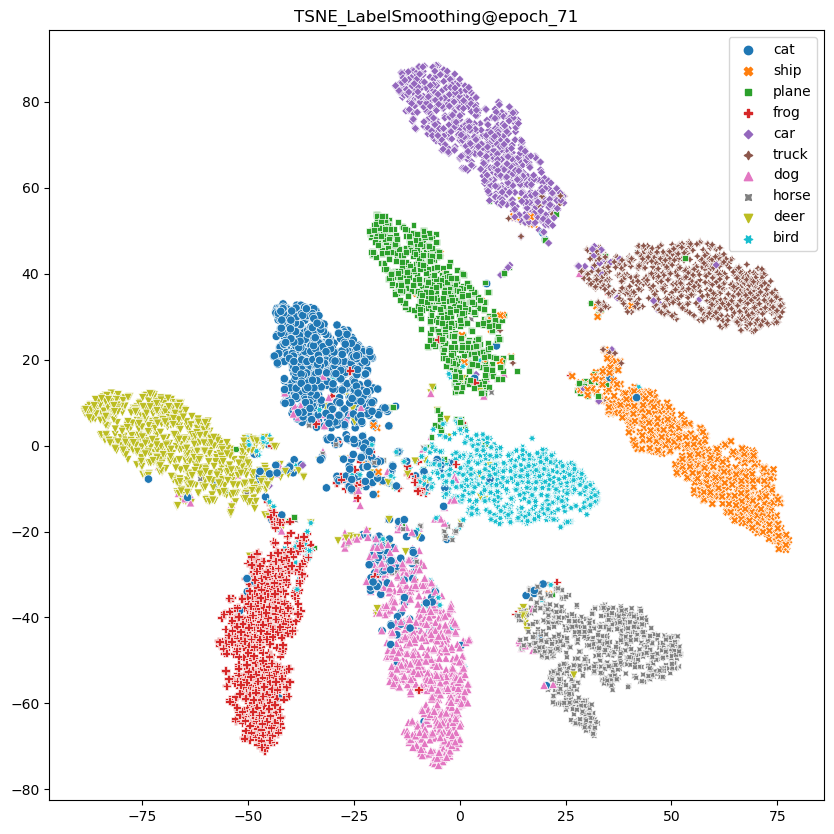 TSNE_LabelSmoothing@epoch_71
cat
ship
plane
frog
car
truck
dog
horse
deer
bird
80
60
40
20
0
−20
−40
−60
−80
−75
−50
−25
0
25
50
75